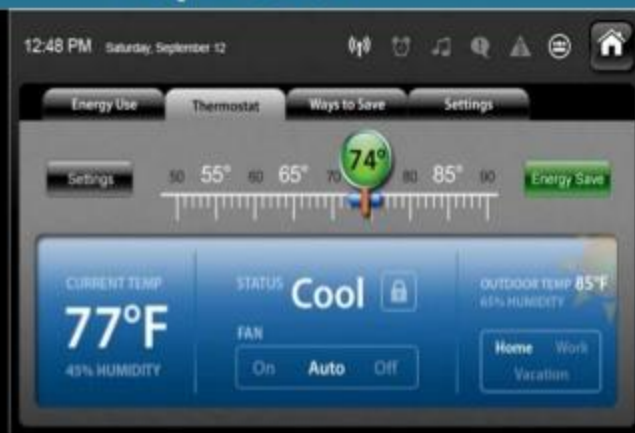 12:48 PM Saturday, September 12
Energy Use Thermostat Ways to Save Settings
74°
Settings 50 55° 60 65° 70 80 85° 90 Energy Save
CURRENT TEMP STATUS Cool OUTDOOR TEMP 85°F
65% HUMIDITY
77°F FAN
45% HUMIDITY On Auto Off
Home Work
Vacation